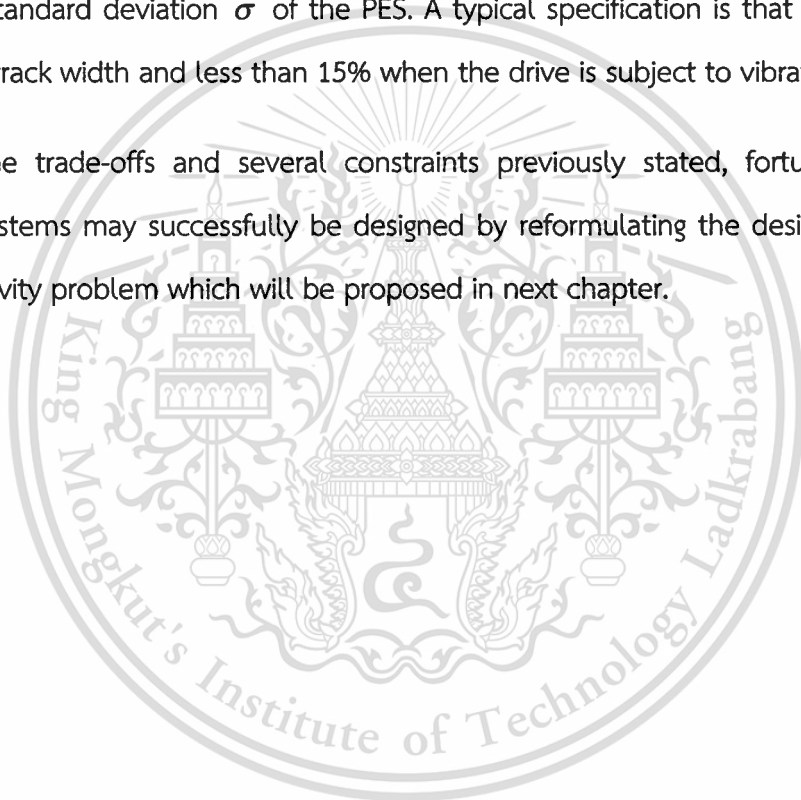 tandard deviation σ of the PES. A typical specification is that
rack width and less than 15% when the drive is subject to vibra
e trade-offs and several constraints previously stated, fortu
stems may successfully be designed by reformulating the desi
vity problem which will be proposed in next chapter.
King Mongkut's Institute of Technology Ladkrabang